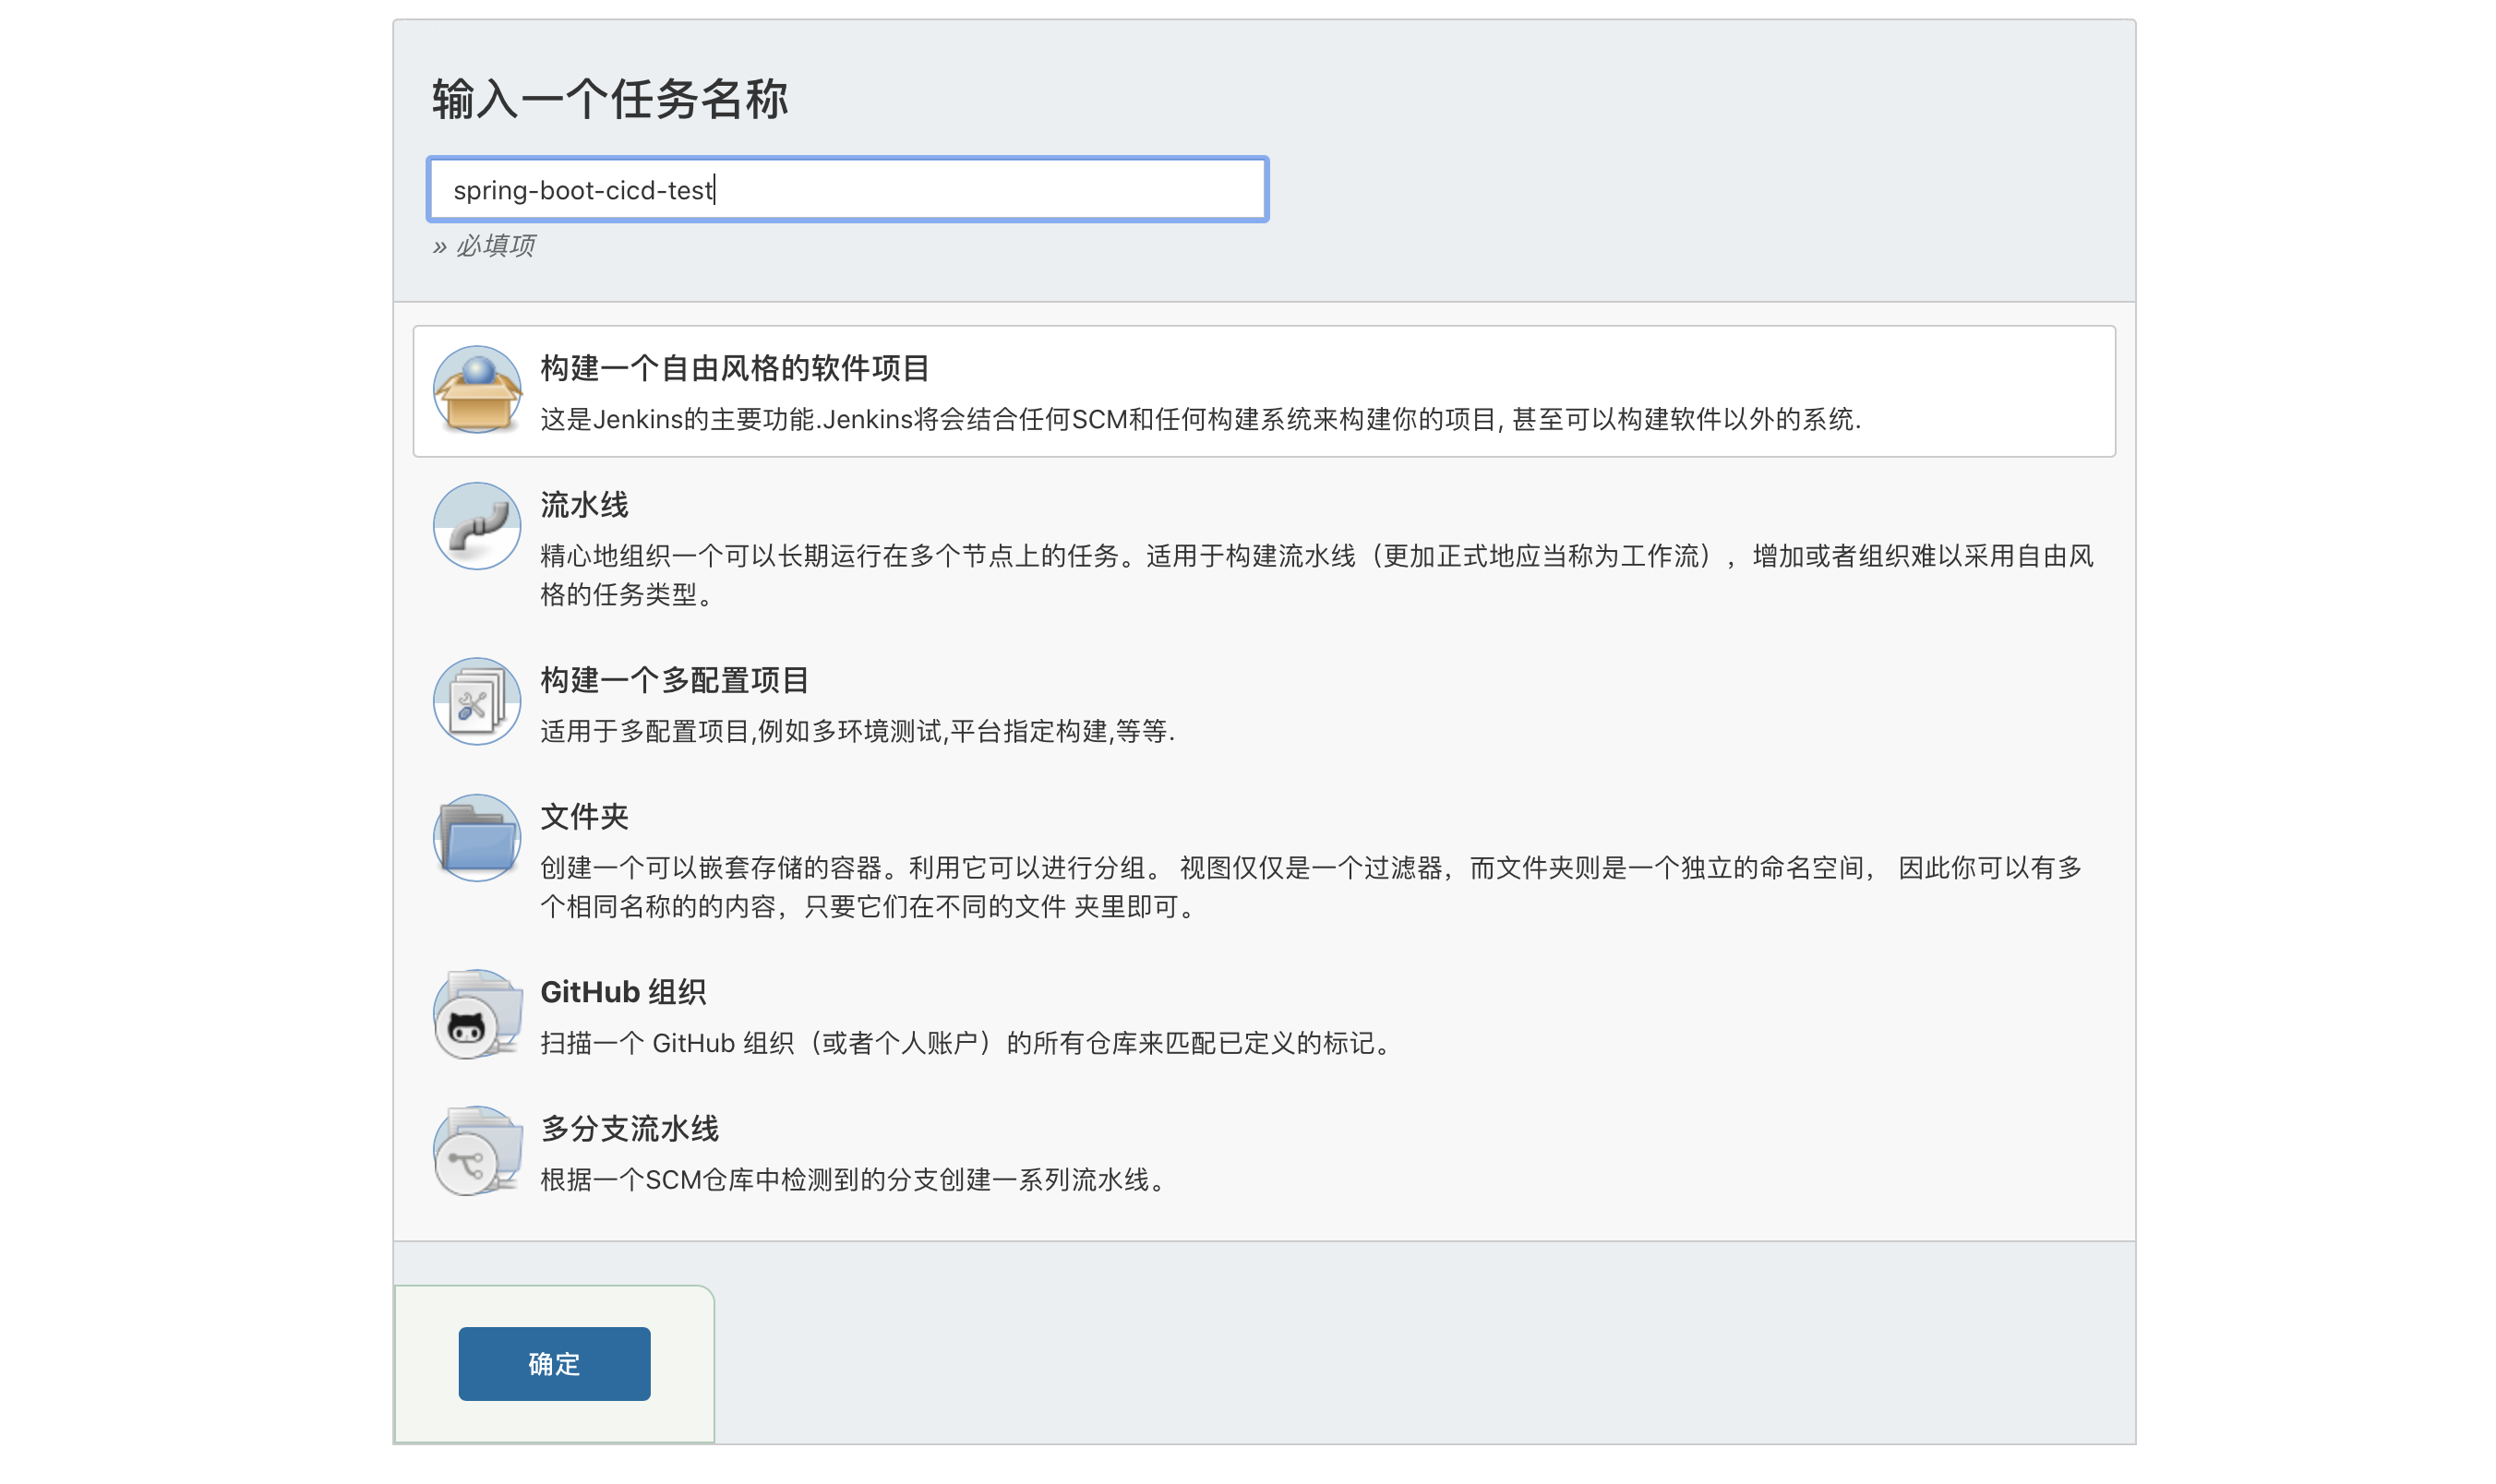 输入一个任务名称
spring-boot-cicd-test
» 必填项
构建一个自由风格的软件项目
这是Jenkins的主要功能.Jenkins将会结合任何SCM和任何构建系统来构建你的项目, 甚至可以构建软件以外的系统.
流水线
精心地组织一个可以长期运行在多个节点上的任务。适用于构建流水线（更加正式地应当称为工作流），增加或者组织难以采用自由风
格的任务类型。
构建一个多配置项目
适用于多配置项目,例如多环境测试,平台指定构建,等等.
文件夹
创建一个可以嵌套存储的容器。利用它可以进行分组。 视图仅仅是一个过滤器，而文件夹则是一个独立的命名空间， 因此你可以有多
个相同名称的的内容，只要它们在不同的文件 夹里即可。
GitHub 组织
扫描一个 GitHub 组织（或者个人账户）的所有仓库来匹配已定义的标记。
多分支流水线
根据一个SCM仓库中检测到的分支创建一系列流水线。
确定